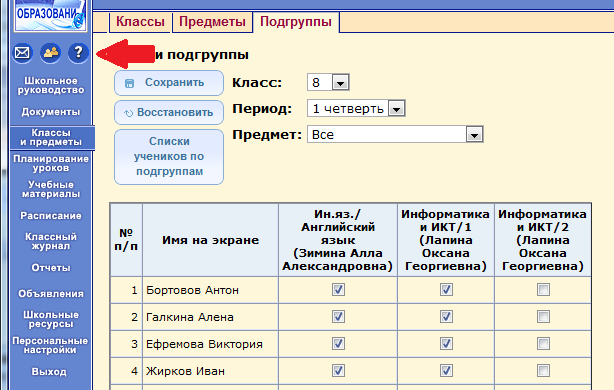 ОБРАЗОВАНИ
?
Школьное
руководство
Документы
Классы
и предметы
Планирование
уроков
Учебные
материалы
Расписание
Классный
журнал
Отчеты
Объявления
Школьные
ресурсы
Персональные
настройки
Выход
Классы Предметы Подгруппы
и подгруппы
Сохранить
Восстановить
Списки
учеников по
подгруппам
Класс: 8
Период: 1 четверть
Предмет: Все
№
п/п
Имя на экране
Ин.яз./
Английский
язык
(Зимина Алла
Александровна)
Информатика
и ИКТ/1
(Лапина
Оксана
Георгиевна)
Информатика
и ИКТ/2
(Лапина
Оксана
Георгиевна)
1 Бортовов Антон
2 Галкина Алена
3 Ефремова Виктория
4 Жирков Иван